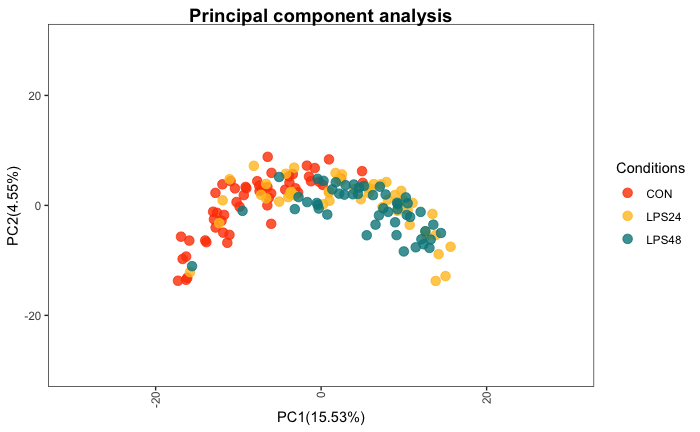 Principal component analysis
20
0
-20
PC2(4.55%)
-20
0
20
PC1(15.53%)
Conditions
CON
LPS24
LPS48